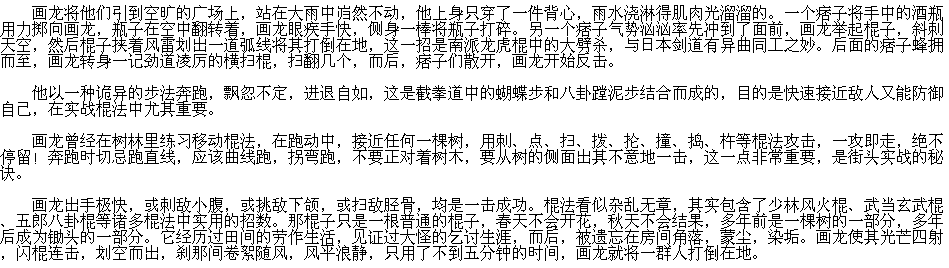 画龙将他们引到空旷的广场上，站在大雨中岿然不动，他上身只穿了一件背心，雨水浇淋得肌肉光溜溜的。一个痞子将手中的酒瓶
用力掷向画龙，瓶子在空中翻转着，画龙眼疾手快，侧身一棒将瓶子打碎。另一个痞子气势汹汹率先冲到了面前，画龙举起棍子，斜刺
天空，然后棍子挟着风雷划出一道弧线将其打倒在地，这一招是南派龙虎棍中的大劈杀，与日本剑道有异曲同工之妙。后面的痞子蜂拥
而至，画龙转身一记劲道凌厉的横扫棍，扫翻几个，而后，痞子们散开，画龙开始反击。
他以一种诡异的步法奔跑，飘忽不定，进退自如，这是截拳道中的蝴蝶步和八卦蹚泥步结合而成的，目的是快速接近敌人又能防御
自己，在实战棍法中尤其重要。
画龙曾经在树林里练习移动棍法，在跑动中，接近任何一棵树，用刺、点、扫、拨、抡、撞、捣、杵等棍法攻击，一攻即走，绝不
停留！奔跑时切忌跑直线，应该曲线跑，拐弯跑，不要正对着树木，要从树的侧面出其不意地一击，这一点非常重要，是街头实战的秘
诀。
画龙出手极快，或刺敌小腹，或挑敌下颌，或扫敌胫骨，均是一击成功。棍法看似杂乱无章，其实包含了少林风火棍、武当玄武棍
、五郎八卦棍等诸多棍法中实用的招数。那棍子只是一根普通的棍子，春天不会开花，秋天不会结果，多年前是一棵树的一部分，多年
后成为锄头的一部分。它经历过田间的劳作生活，见证过大怪的乞讨生涯，而后，被遗忘在房间角落，蒙尘，染垢。画龙使其光芒四射
，闪棍连击，划空而出，刹那间卷絮随风，风平浪静，只用了不到五分钟的时间，画龙就将一群人打倒在地。